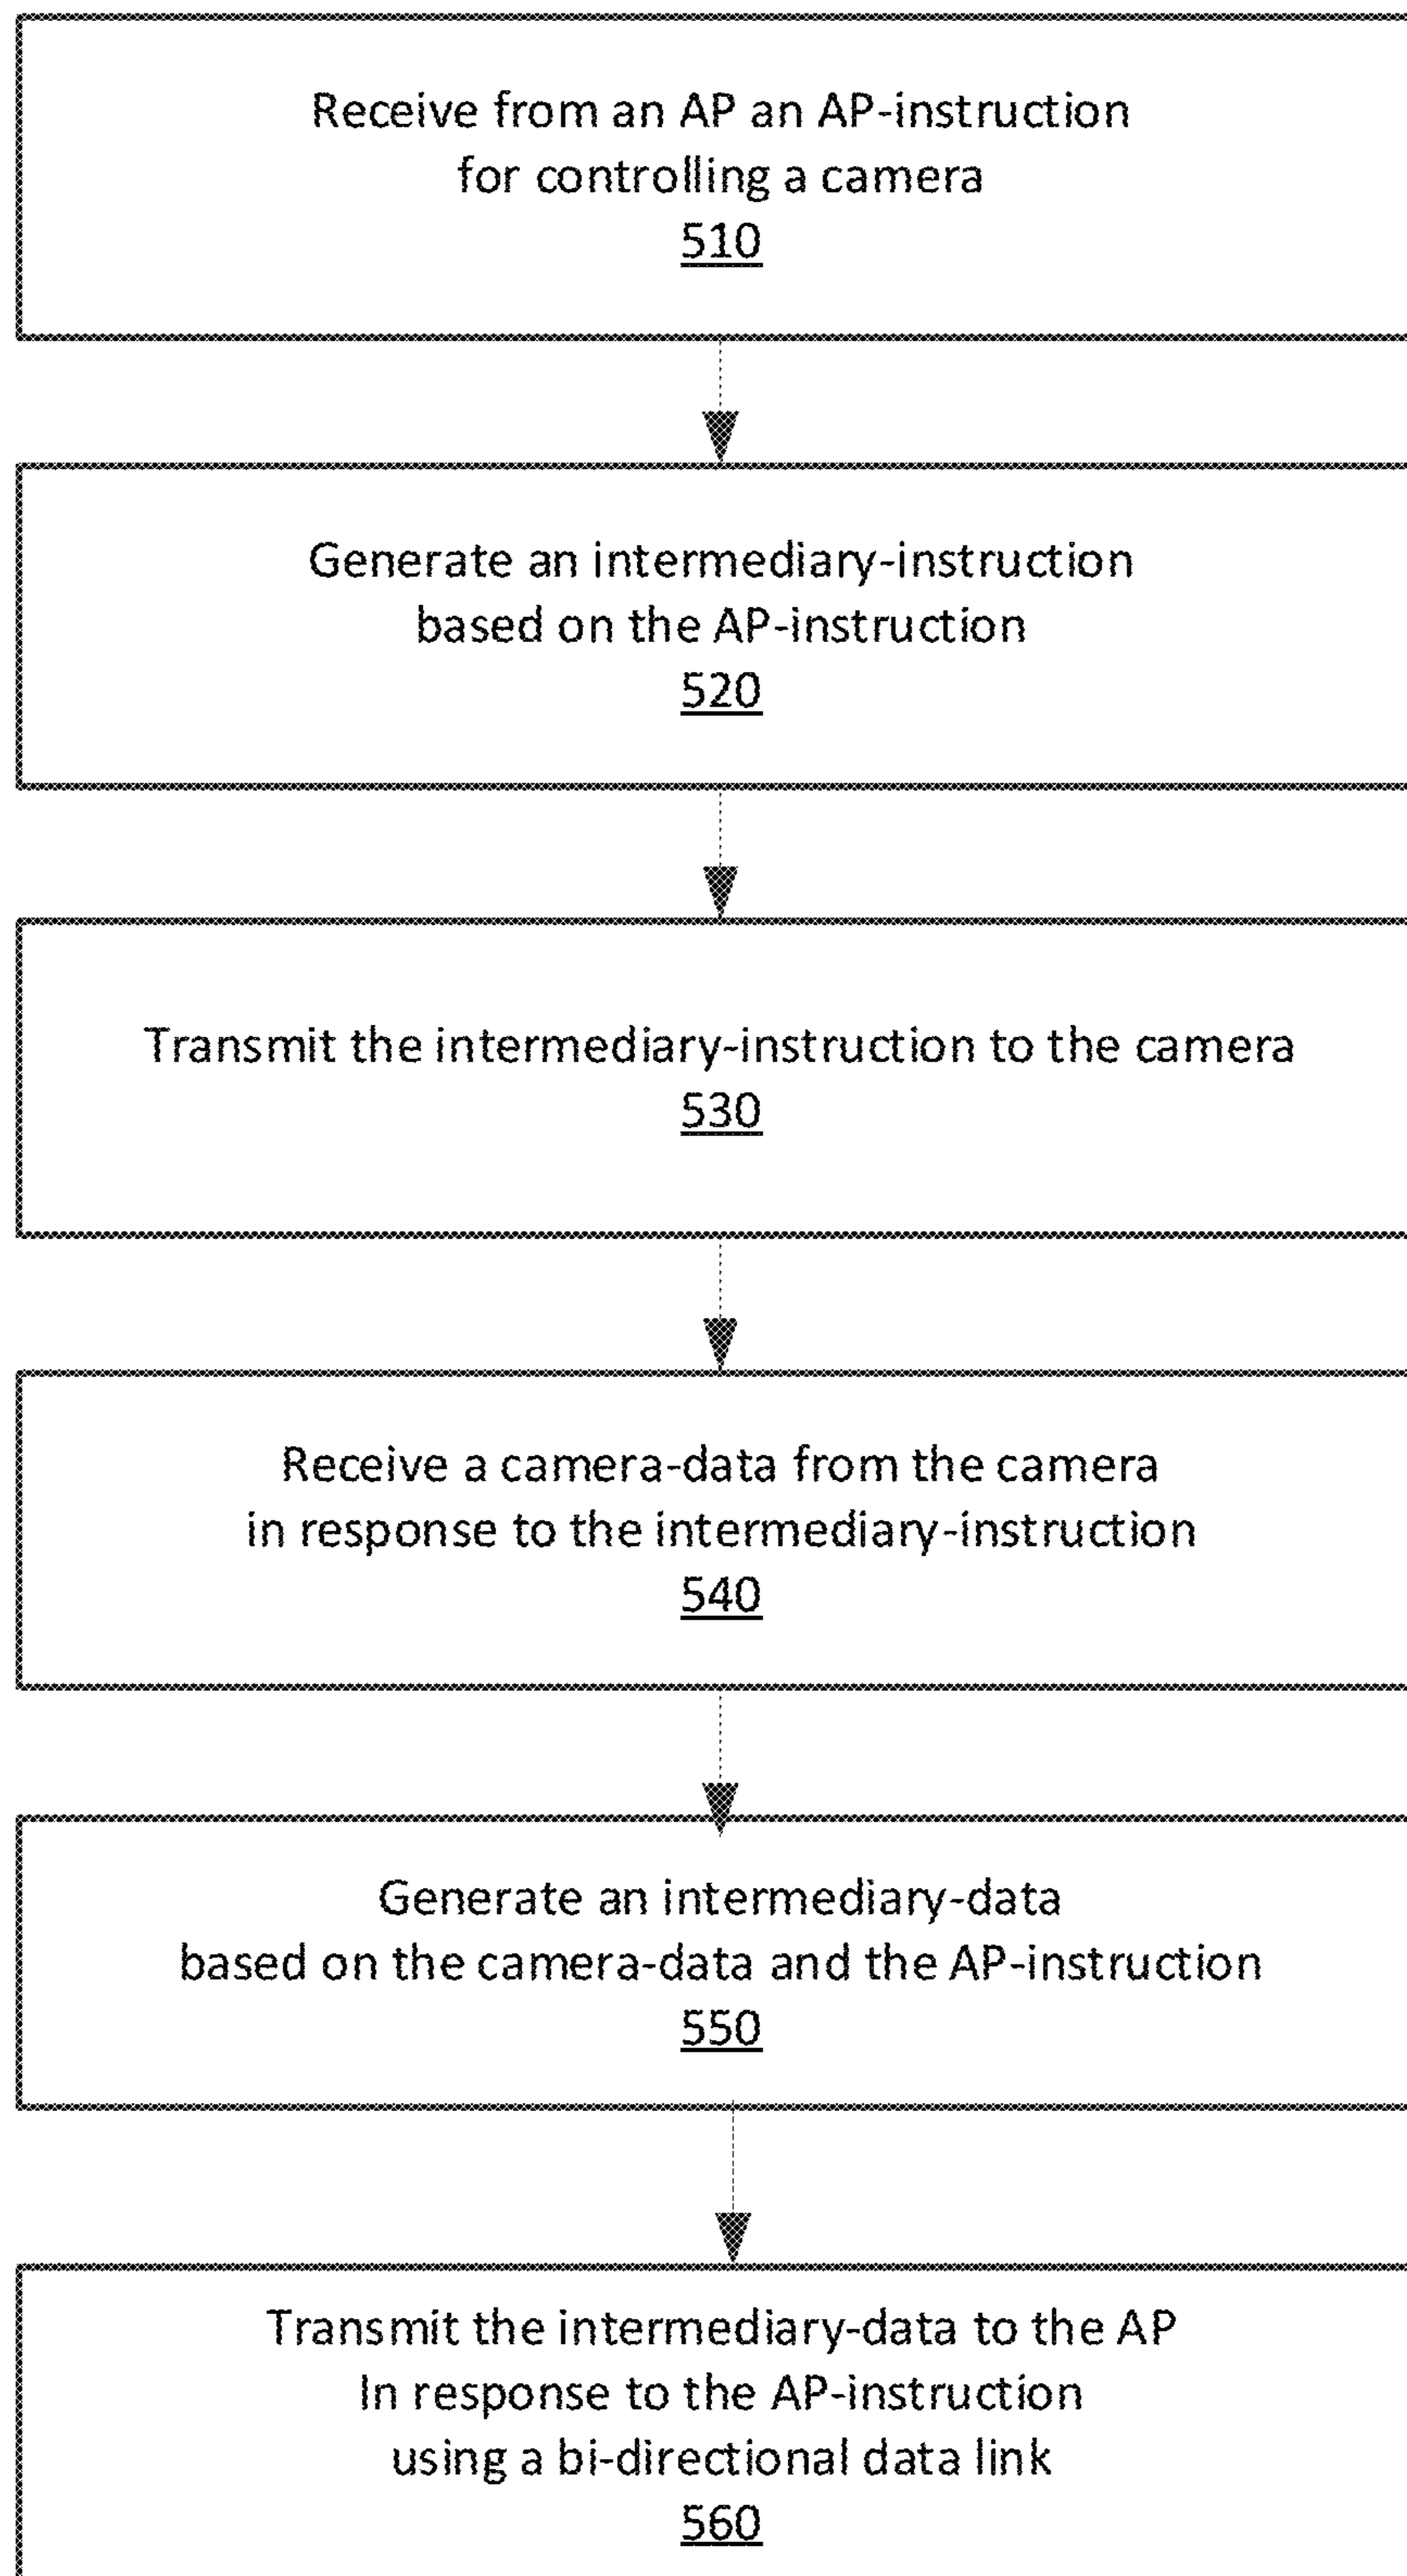 Receive from an AP an AP-instruction
for controlling a camera
510
Generate an intermediary-instruction
based on the AP-instruction
520
Transmit the intermediary-instruction to the camera
530
Receive a camera-data from the camera
in response to the intermediary-instruction
540
Generate an intermediary-data
based on the camera-data and the AP-instruction
550
Transmit the intermediary-data to the AP
In response to the AP-instruction
using a bi-directional data link
560